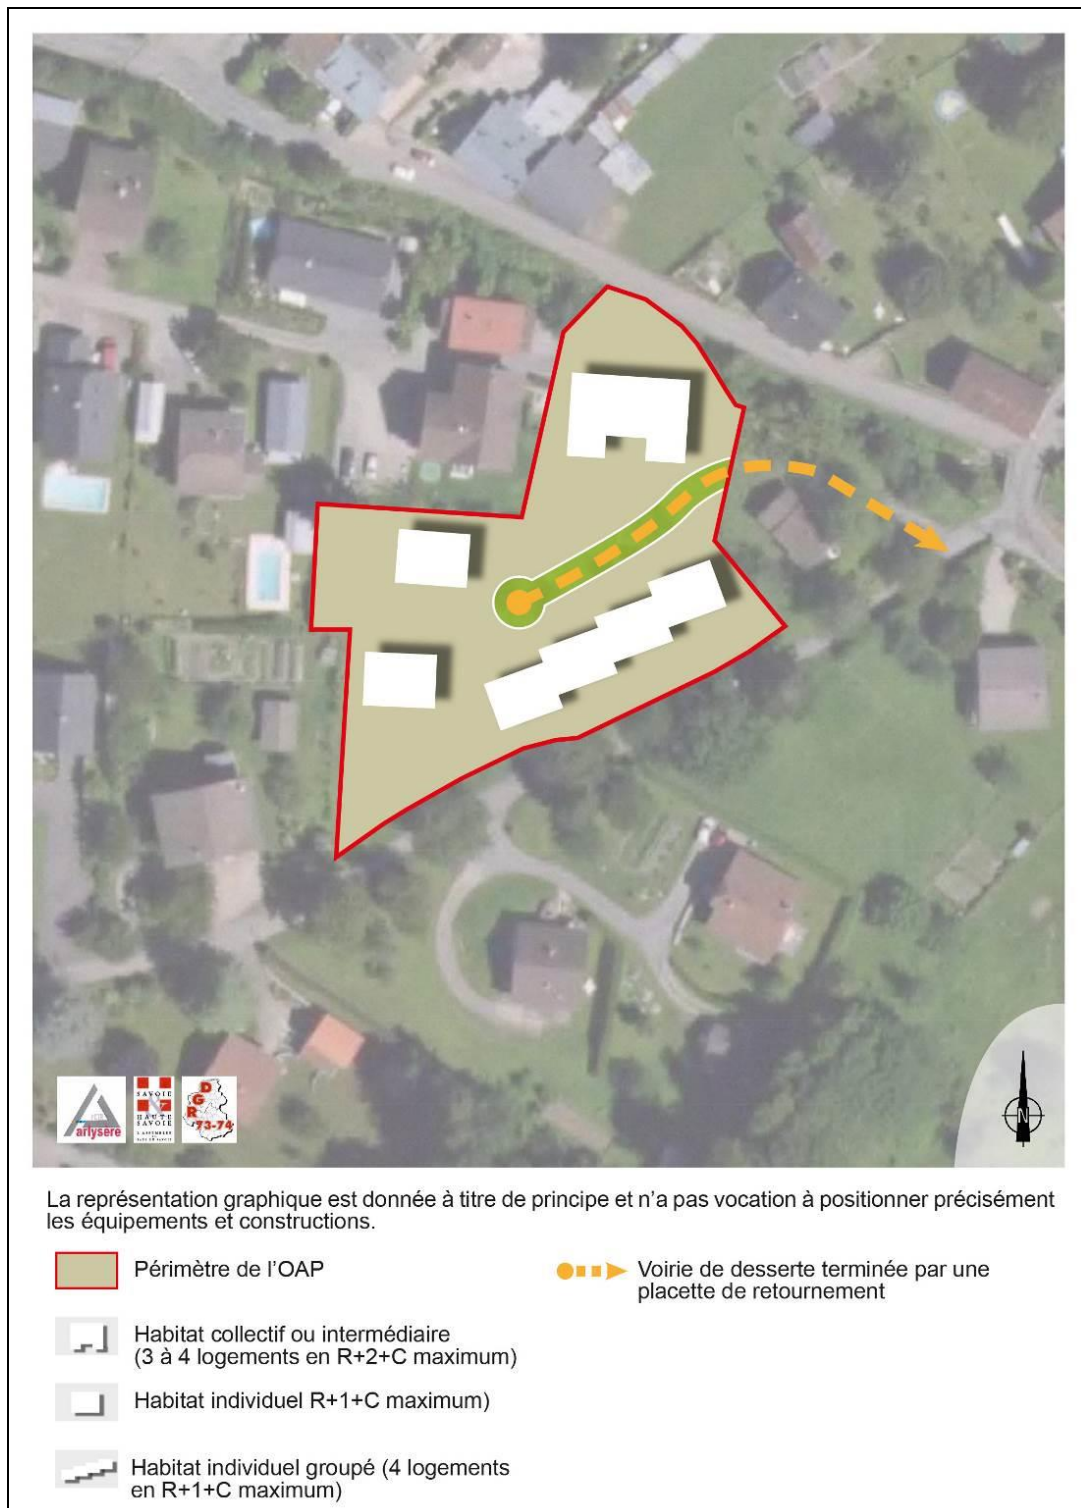 arlysere
SAVOIE
HAUTE
SAVOIE
D
G
R
73-74
N
La représentation graphique est donnée à titre de principe et n'a pas vocation à positionner précisément
les équipements et constructions.
Périmètre de l'OAP
Voirie de desserte terminée par une
placette de retournement
Habitat collectif ou intermédiaire
(3 à 4 logements en R+2+C maximum)
Habitat individuel R+1+C maximum)
Habitat individuel groupé (4 logements
en R+1+C maximum)